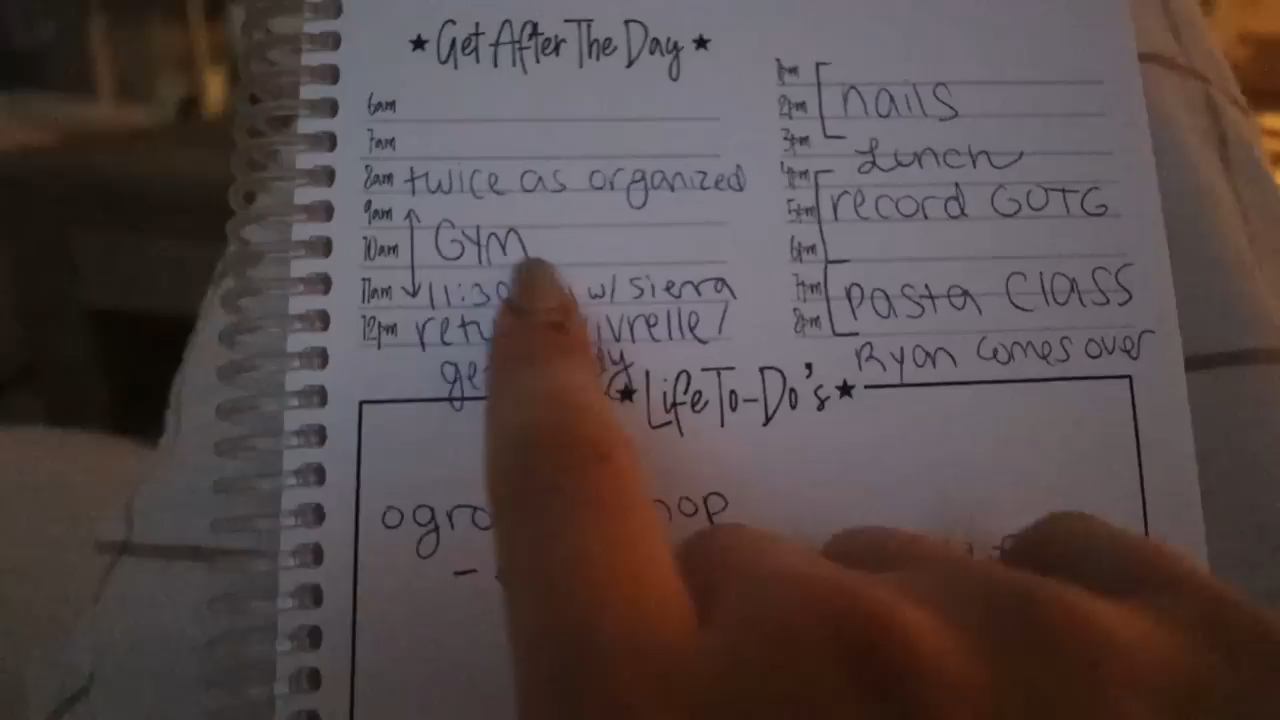 ★ Get After The Day ★
6am
7am
8am twice as organized
9am
10am GYM
11am 11:30 w/ sierra
12pm
1pm
2pm nails
3pm
Lunch
4pm
5pm record GOTG
6pm
7pm pasta class
8pm
Ryan comes over
★ Life To-Do's ★